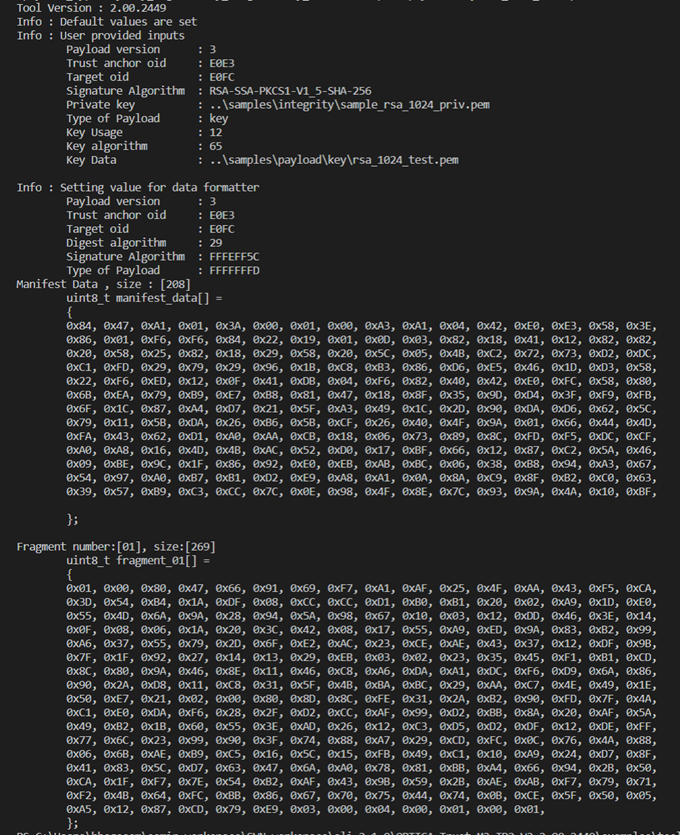 Tool Version : 2.00.2449
Info : Default values are set
Info : User provided inputs
Payload version : 3
Trust anchor oid : E0E3
Target oid : E0FC
Signature Algorithm : RSA-SSA-PKCS1-V1_5-SHA-256
Private key : ..\samples\integrity\sample_rsa_1024_priv.pem
Type of Payload : key
Key Usage : 12
Key algorithm : 65
Key Data : ..\samples\payload\key\rsa_1024_test.pem
Info : Setting value for data formatter
Payload version : 3
Trust anchor oid : E0E3
Target oid : E0FC
Digest algorithm : 29
Signature Algorithm : FFFEFF5C
Type of Payload : FFFFFFFD
Manifest Data , size : [208]
uint8_t manifest_data[] =
{
0x84, 0x47, 0xA1, 0x01, 0x3A, 0x00, 0x01, 0x00, 0xA3, 0xA1, 0x04, 0x42, 0xE0, 0xE3, 0x58, 0x3E,
0x86, 0x01, 0xF6, 0xF6, 0x84, 0x22, 0x19, 0x01, 0x0D, 0x03, 0x82, 0x18, 0x41, 0x12, 0x82, 0x82,
0x20, 0x58, 0x25, 0x82, 0x18, 0x29, 0x58, 0x20, 0x5C, 0x05, 0x4B, 0xC2, 0x72, 0x73, 0xD2, 0xDC,
0xC1, 0xFD, 0x29, 0x79, 0x29, 0x96, 0x1B, 0xC8, 0xB3, 0x86, 0xD6, 0xE5, 0x46, 0x1D, 0xD3, 0x58,
0x22, 0xF6, 0xED, 0x12, 0x0F, 0x41, 0xDB, 0x04, 0xF6, 0x82, 0x40, 0x42, 0xE0, 0xFC, 0x58, 0x80,
0x6B, 0xEA, 0x79, 0xB9, 0xE7, 0xB8, 0x81, 0x47, 0x18, 0x8F, 0x35, 0x9D, 0xD4, 0x3F, 0xF9, 0xFB,
0x6F, 0x1C, 0x87, 0xA4, 0xD7, 0x21, 0x5F, 0xA3, 0x49, 0x1C, 0x2D, 0x90, 0xDA, 0xD6, 0x62, 0x5C,
0x79, 0x11, 0x5B, 0xDA, 0x26, 0xB6, 0x5B, 0xCF, 0x26, 0x40, 0x4F, 0x9A, 0x01, 0x66, 0x44, 0x4D,
0xFA, 0x43, 0x62, 0xD1, 0xA0, 0xAA, 0xCB, 0x18, 0x06, 0x73, 0x89, 0x8C, 0xFD, 0xF5, 0xDC, 0xCF,
0xA0, 0xA8, 0x16, 0x4D, 0x4B, 0xAC, 0x52, 0xD0, 0x17, 0xBF, 0x66, 0x12, 0x87, 0xC2, 0x5A, 0x46,
0x09, 0xBE, 0x9C, 0x1F, 0x86, 0x92, 0xE0, 0xEB, 0xAB, 0xBC, 0x06, 0x38, 0xB8, 0x94, 0xA3, 0x67,
0x54, 0x97, 0xA0, 0xB7, 0xB1, 0xD2, 0xE9, 0xA8, 0xA1, 0x0A, 0x8A, 0xC9, 0x8F, 0xB2, 0xC0, 0x63,
0x39, 0x57, 0xB9, 0xC3, 0xCC, 0x7C, 0x0E, 0x98, 0x4F, 0x8E, 0x7C, 0x93, 0x9A, 0x4A, 0x10, 0xBF,
};
Fragment number:[01], size:[269]
uint8_t fragment_01[] =
{
0x01, 0x00, 0x80, 0x47, 0x66, 0x91, 0x69, 0xF7, 0xA1, 0xAF, 0x25, 0x4F, 0xAA, 0x43, 0xF5, 0xCA,
0x3D, 0x54, 0xB4, 0x1A, 0xDF, 0x08, 0xCC, 0xCC, 0xD1, 0xB0, 0xB1, 0x20, 0x02, 0xA9, 0x1D, 0xE0,
0x55, 0x4D, 0x6A, 0x9A, 0x28, 0x94, 0x5A, 0x98, 0x67, 0x10, 0x03, 0x12, 0xDD, 0x46, 0x3E, 0x14,
0x0F, 0x08, 0x06, 0x1A, 0x20, 0x3C, 0x42, 0x08, 0x17, 0x55, 0xA9, 0xED, 0x9A, 0x83, 0xB2, 0x99,
0xA6, 0x37, 0x55, 0x79, 0x2D, 0x6F, 0xE2, 0xAC, 0x23, 0xCE, 0xAE, 0x43, 0x37, 0x12, 0xDF, 0x9B,
0x7F, 0x1F, 0x92, 0x27, 0x14, 0x13, 0x29, 0xEB, 0x03, 0x02, 0x23, 0x35, 0x45, 0xF1, 0xB1, 0xCD,
0x8C, 0x80, 0x9A, 0x46, 0x8E, 0x11, 0x46, 0xC8, 0xA6, 0xDA, 0xA1, 0xDC, 0xF6, 0xD9, 0x6A, 0x86,
0x90, 0x2A, 0xD8, 0x11, 0xC8, 0x31, 0x5F, 0x4B, 0xBA, 0xBC, 0x29, 0xAA, 0xC7, 0x4E, 0x49, 0x1E,
0x50, 0xE7, 0x21, 0x02, 0x00, 0x80, 0x8D, 0x8C, 0xFE, 0x31, 0x2A, 0xB2, 0x90, 0xFD, 0x7F, 0x4A,
0xC1, 0xE0, 0xDA, 0xF6, 0x28, 0x2F, 0xD2, 0xCC, 0xAF, 0x99, 0xD2, 0xBB, 0x8A, 0x20, 0xAF, 0x5A,
0x49, 0xB2, 0x1B, 0x60, 0x55, 0x3E, 0xAD, 0x26, 0x12, 0xC3, 0xD5, 0xD2, 0xDF, 0x12, 0xDE, 0xFF,
0x77, 0x6C, 0x23, 0x99, 0x90, 0x3F, 0x74, 0x88, 0xA7, 0x29, 0xCD, 0xFC, 0x0C, 0x76, 0x4A, 0x88,
0x06, 0x6B, 0xAE, 0xB9, 0xC5, 0x16, 0x5C, 0x15, 0xFB, 0x49, 0xC1, 0x10, 0xA9, 0x24, 0xD7, 0x8F,
0x41, 0x83, 0x5C, 0xD7, 0x63, 0x47, 0x6A, 0xA0, 0x78, 0x81, 0xBB, 0xA4, 0x66, 0x94, 0x2B, 0x50,
0xCA, 0x1F, 0xF7, 0x7E, 0x54, 0xB2, 0xAF, 0x43, 0x9B, 0x59, 0x2B, 0xAE, 0xAB, 0xF7, 0x79, 0x71,
0xF2, 0x4B, 0x64, 0xFC, 0xBB, 0x86, 0x67, 0x70, 0x75, 0x44, 0x74, 0x0B, 0xCE, 0x5F, 0x50, 0x05,
0xA5, 0x12, 0x87, 0xCD, 0x79, 0xE9, 0x03, 0x00, 0x04, 0x00, 0x01, 0x00, 0x01,
};